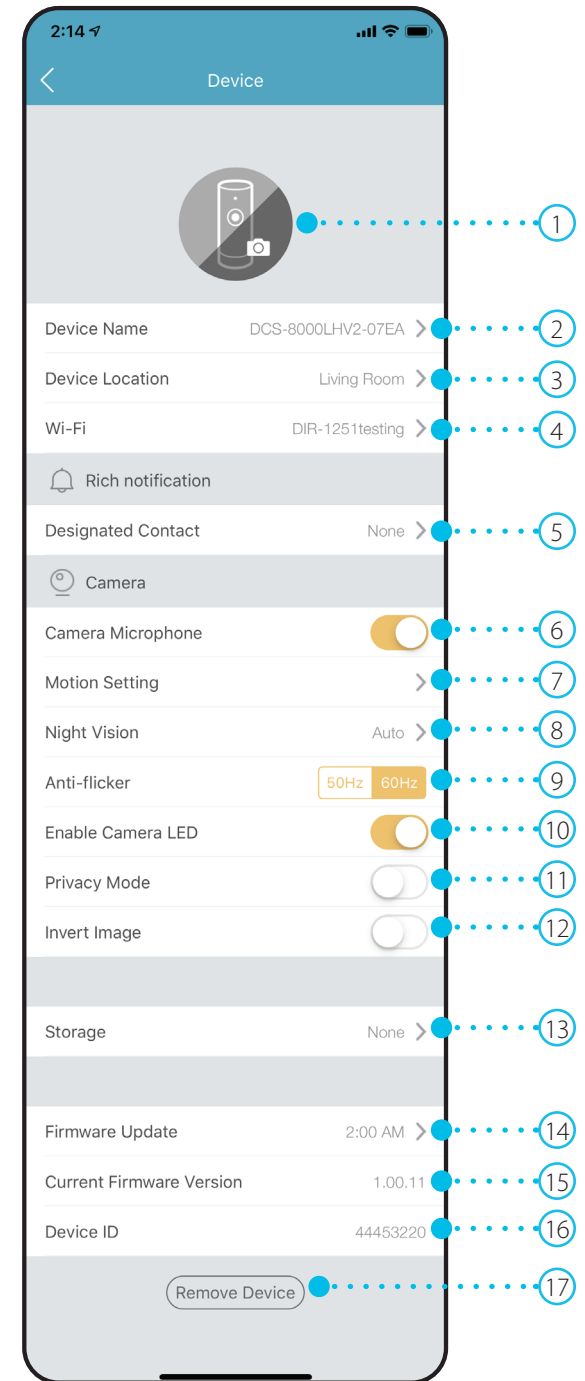 2:14
Device
1
Device Name DCS-8000LHV2-07EA 2
Device Location Living Room 3
Wi-Fi DIR-1251testing 4
Rich notification
Designated Contact None 5
Camera
Camera Microphone 6
Motion Setting 7
Night Vision Auto 8
Anti-flicker 50Hz 60Hz 9
Enable Camera LED 10
Privacy Mode 11
Invert Image 12
Storage None 13
Firmware Update 2:00 AM 14
Current Firmware Version 1.00.11 15
Device ID 44453220 16
Remove Device 17